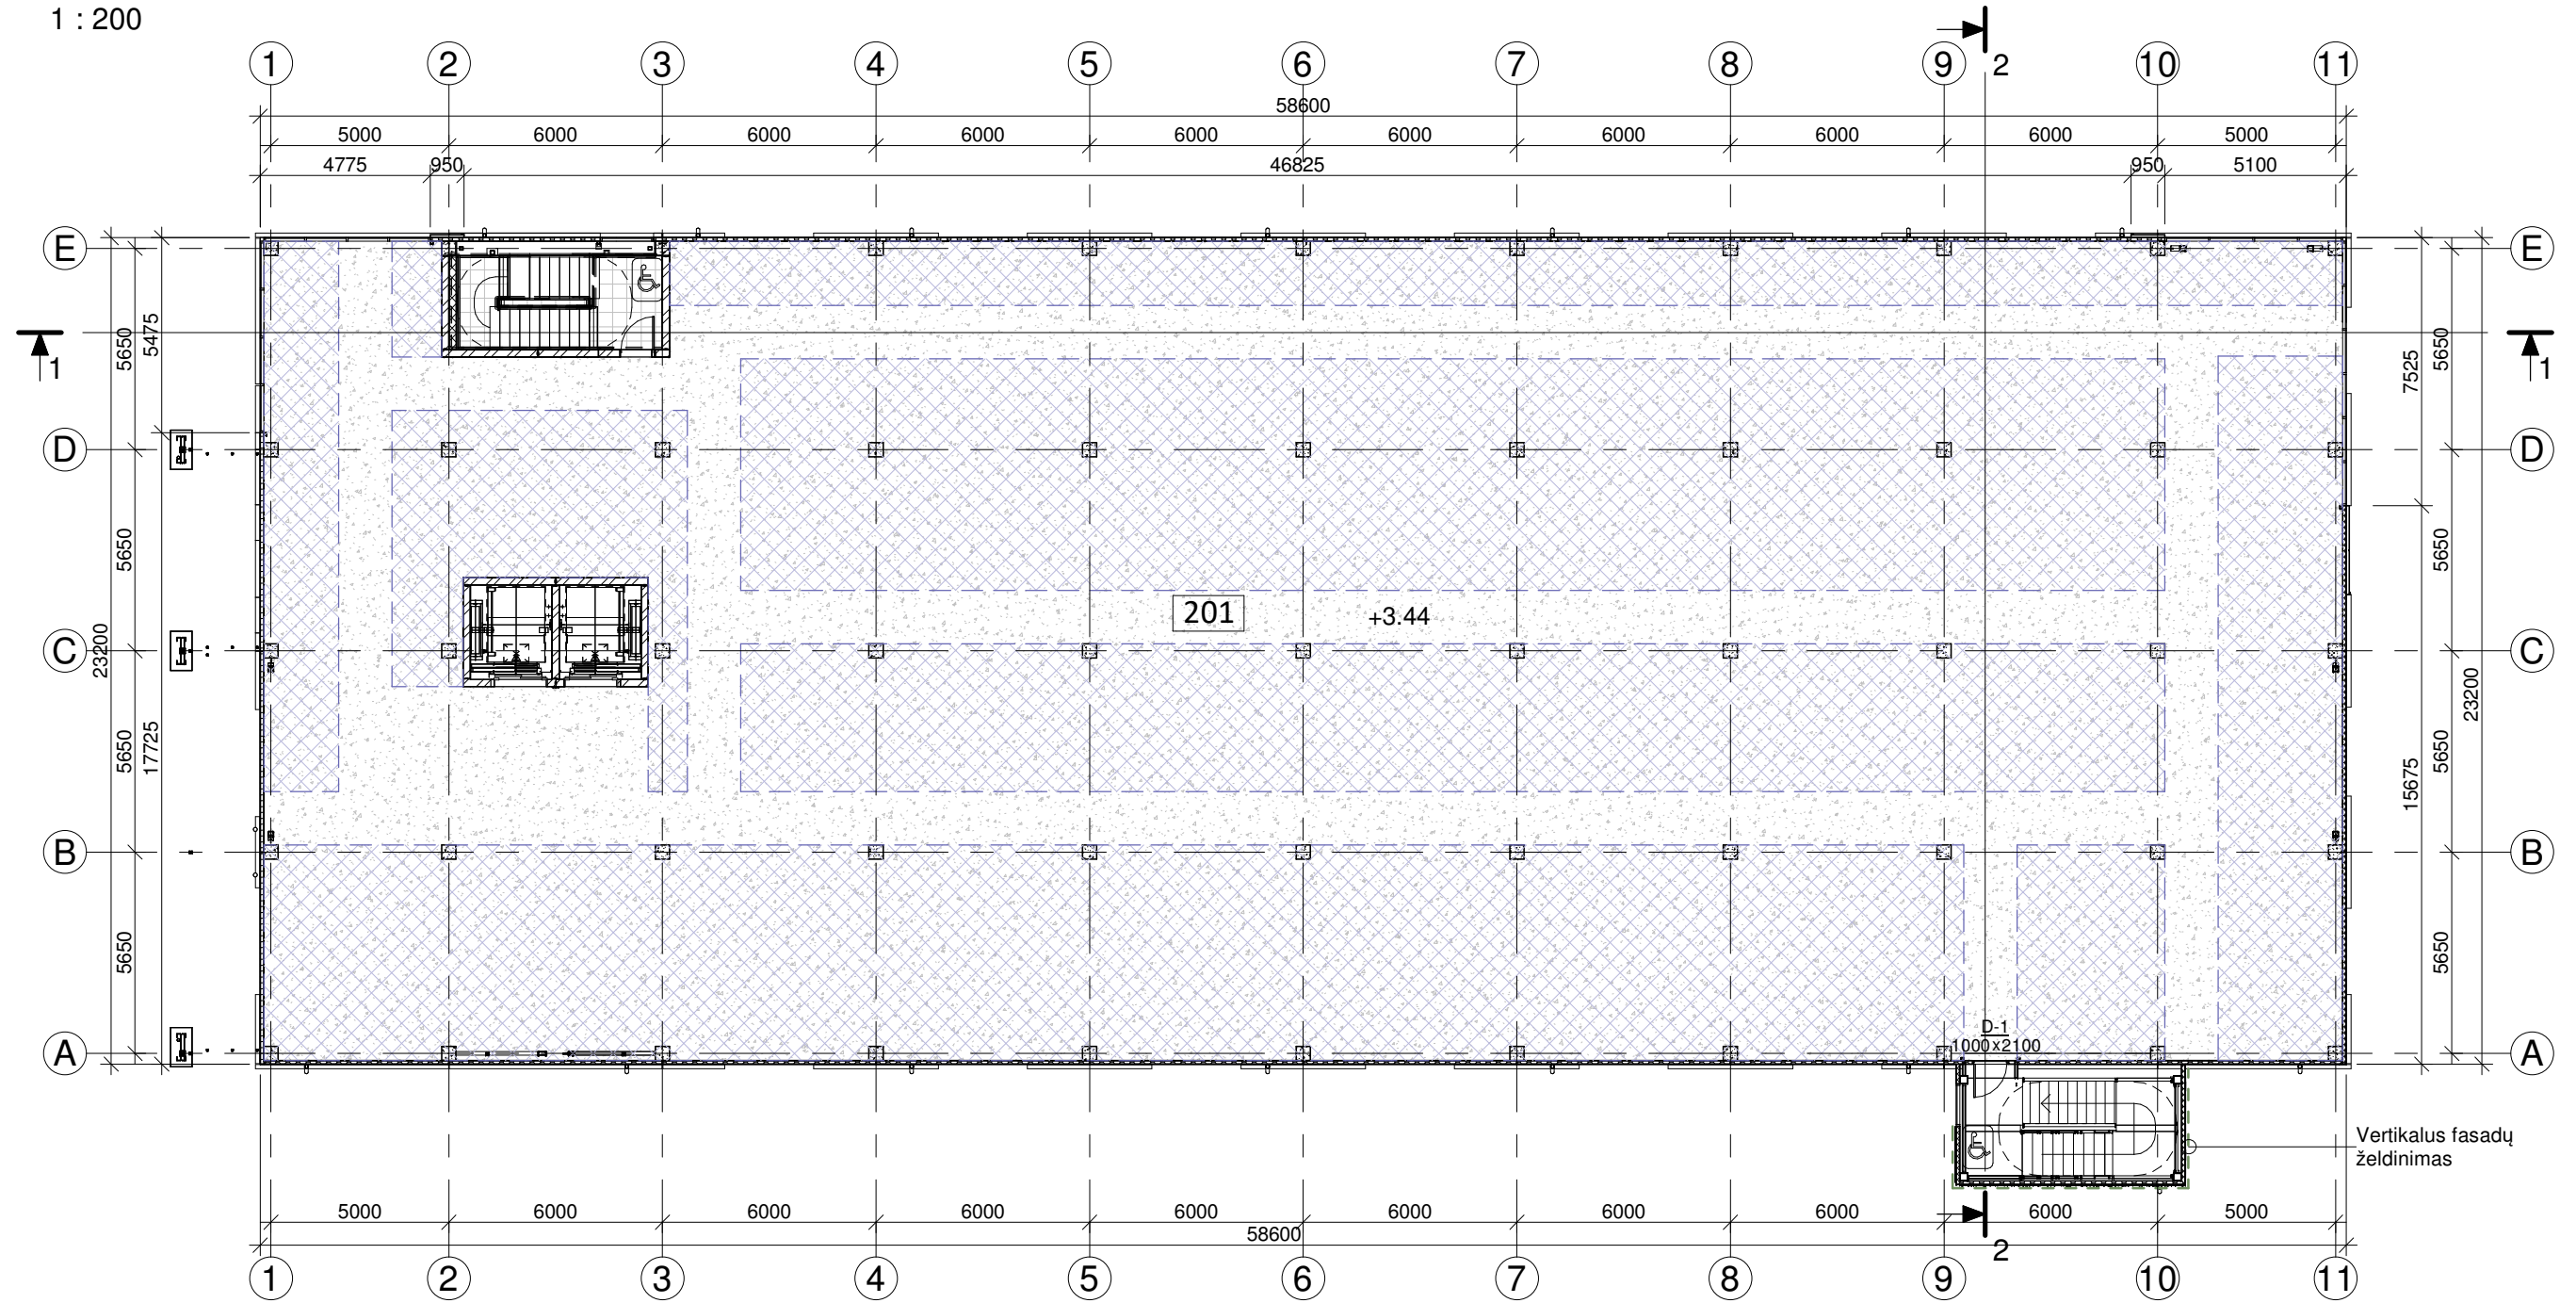 1 : 200
2
1 2 3 4 5 6 7 8 9 10 11
58600
5000 6000 6000 6000 6000 6000 6000 6000 6000 5000
4775 950 46825 950 5100
E E
5650 5475 7525 5650
1 1
D D
5650 5650
201 +3.44
C C
23200 23200
5650 17725 15675 5650
B B
5650 5650
D-1
1000x2100
A A
Vertikalus fasadų
želdinimas
5000 6000 6000 6000 6000 6000 6000 6000 6000 5000
58600
2
1 2 3 4 5 6 7 8 9 10 11